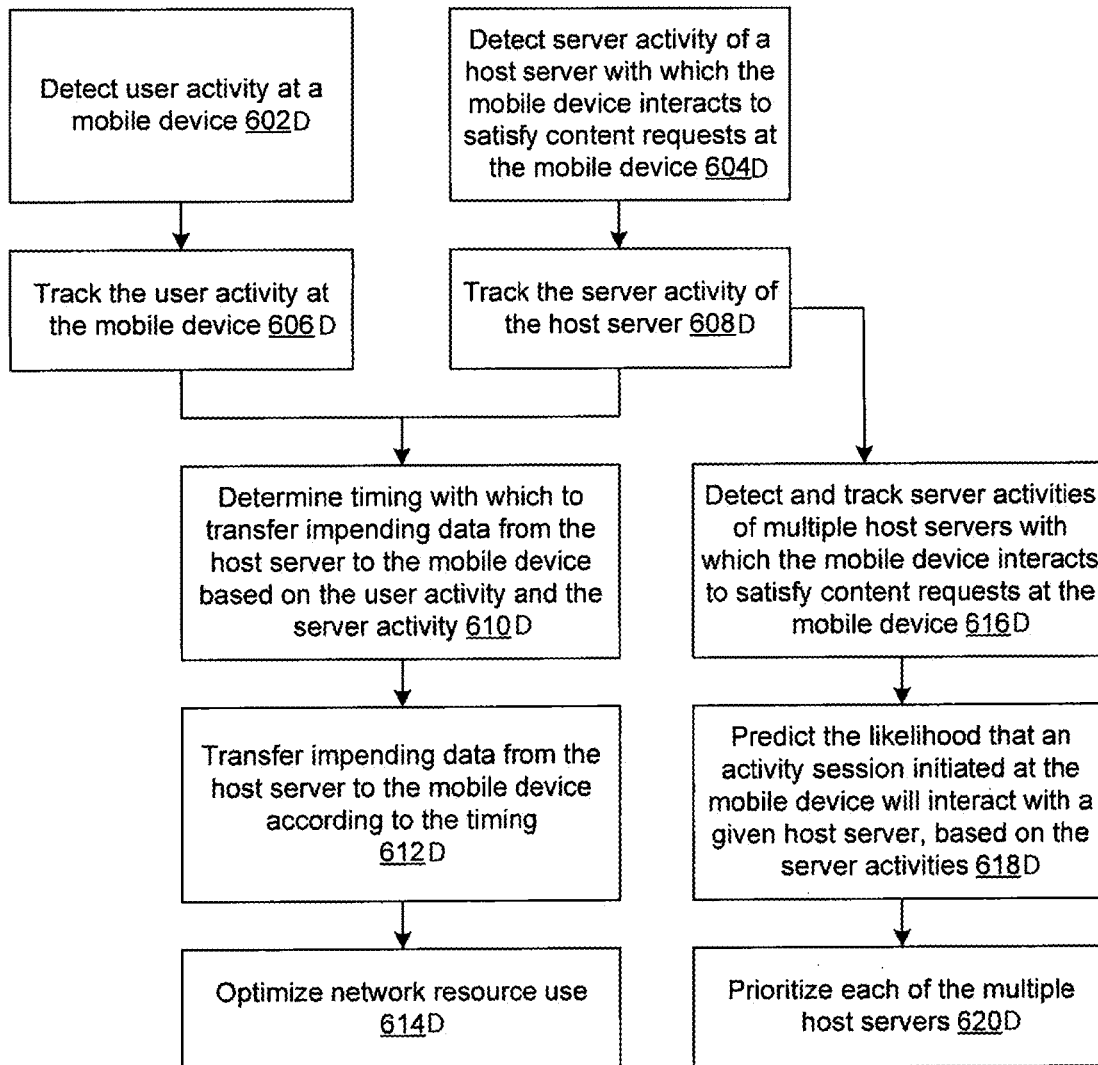 Detect user activity at a
mobile device 602D
Detect server activity of a
host server with which the
mobile device interacts to
satisfy content requests at
the mobile device 604D
Track the user activity at
the mobile device 606D
Track the server activity of
the host server 608D
Determine timing with which to
transfer impending data from the
host server to the mobile device
based on the user activity and the
server activity 610D
Detect and track server activities
of multiple host servers with
which the mobile device interacts
to satisfy content requests at the
mobile device 616D
Transfer impending data from the
host server to the mobile device
according to the timing
612D
Predict the likelihood that an
activity session initiated at the
mobile device will interact with a
given host server, based on the
server activities 618D
Optimize network resource use
614D
Prioritize each of the multiple
host servers 620D